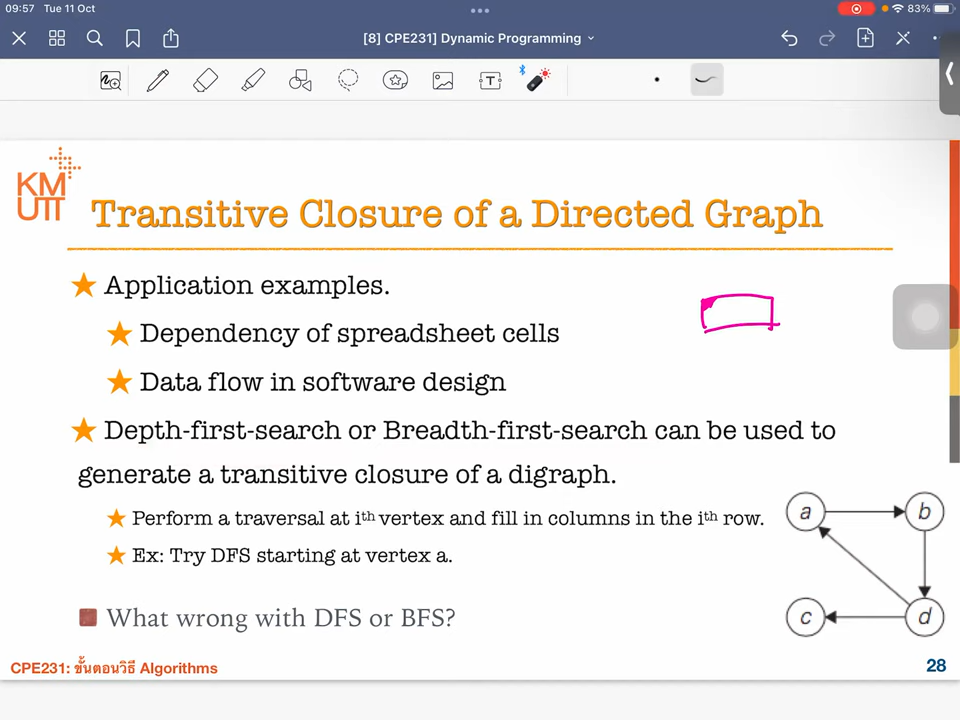 09:57 Tue 11 Oct 83%
[8] CPE231] Dynamic Programming
T
KM
UTT
Transitive Closure of a Directed Graph
Application examples.
Dependency of spreadsheet cells
Data flow in software design
Depth-first-search or Breadth-first-search can be used to
generate a transitive closure of a digraph.
Perform a traversal at ith vertex and fill in columns in the ith row.
Ex: Try DFS starting at vertex a.
a b
What wrong with DFS or BFS?
c d
CPE231: ขั้นตอนวิธี Algorithms
28